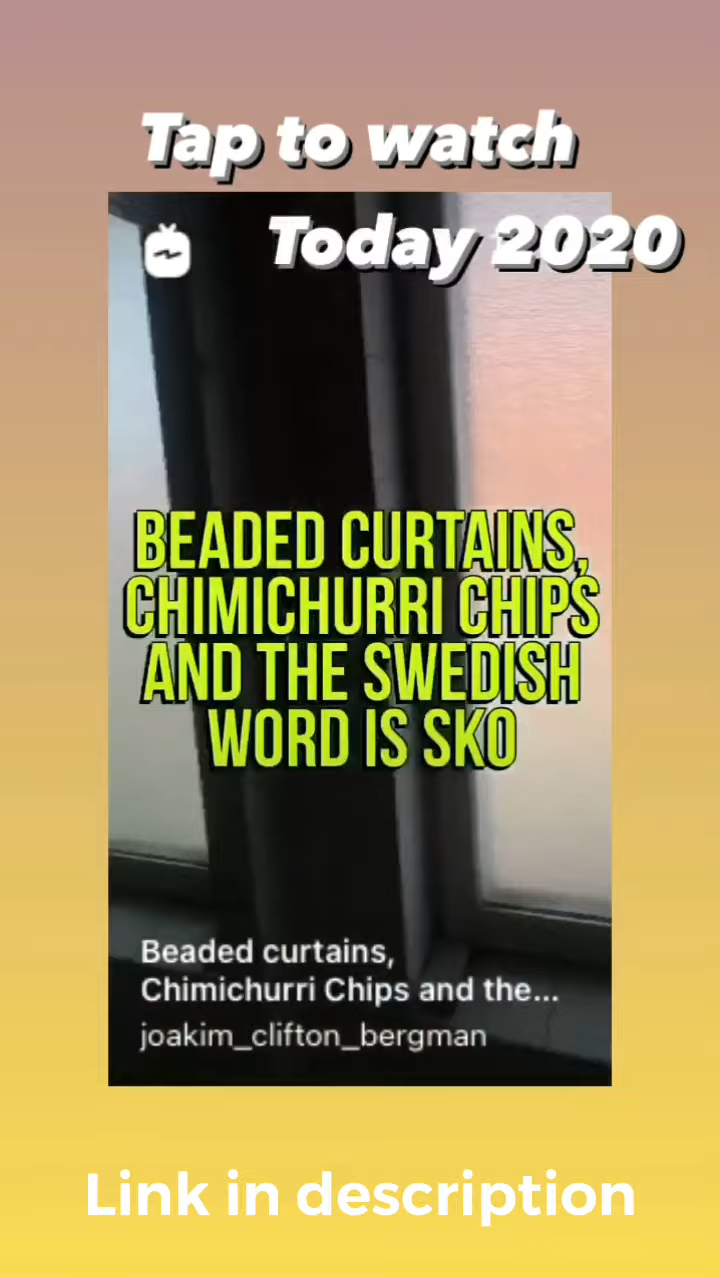 Tap to watch
Today 2020
BEADED CURTAINS,
CHIMICHURRI CHIPS
AND THE SWEDISH
WORD IS SKO
Beaded curtains,
Chimichurri Chips and the...
joakim_clifton_bergman
Link in description